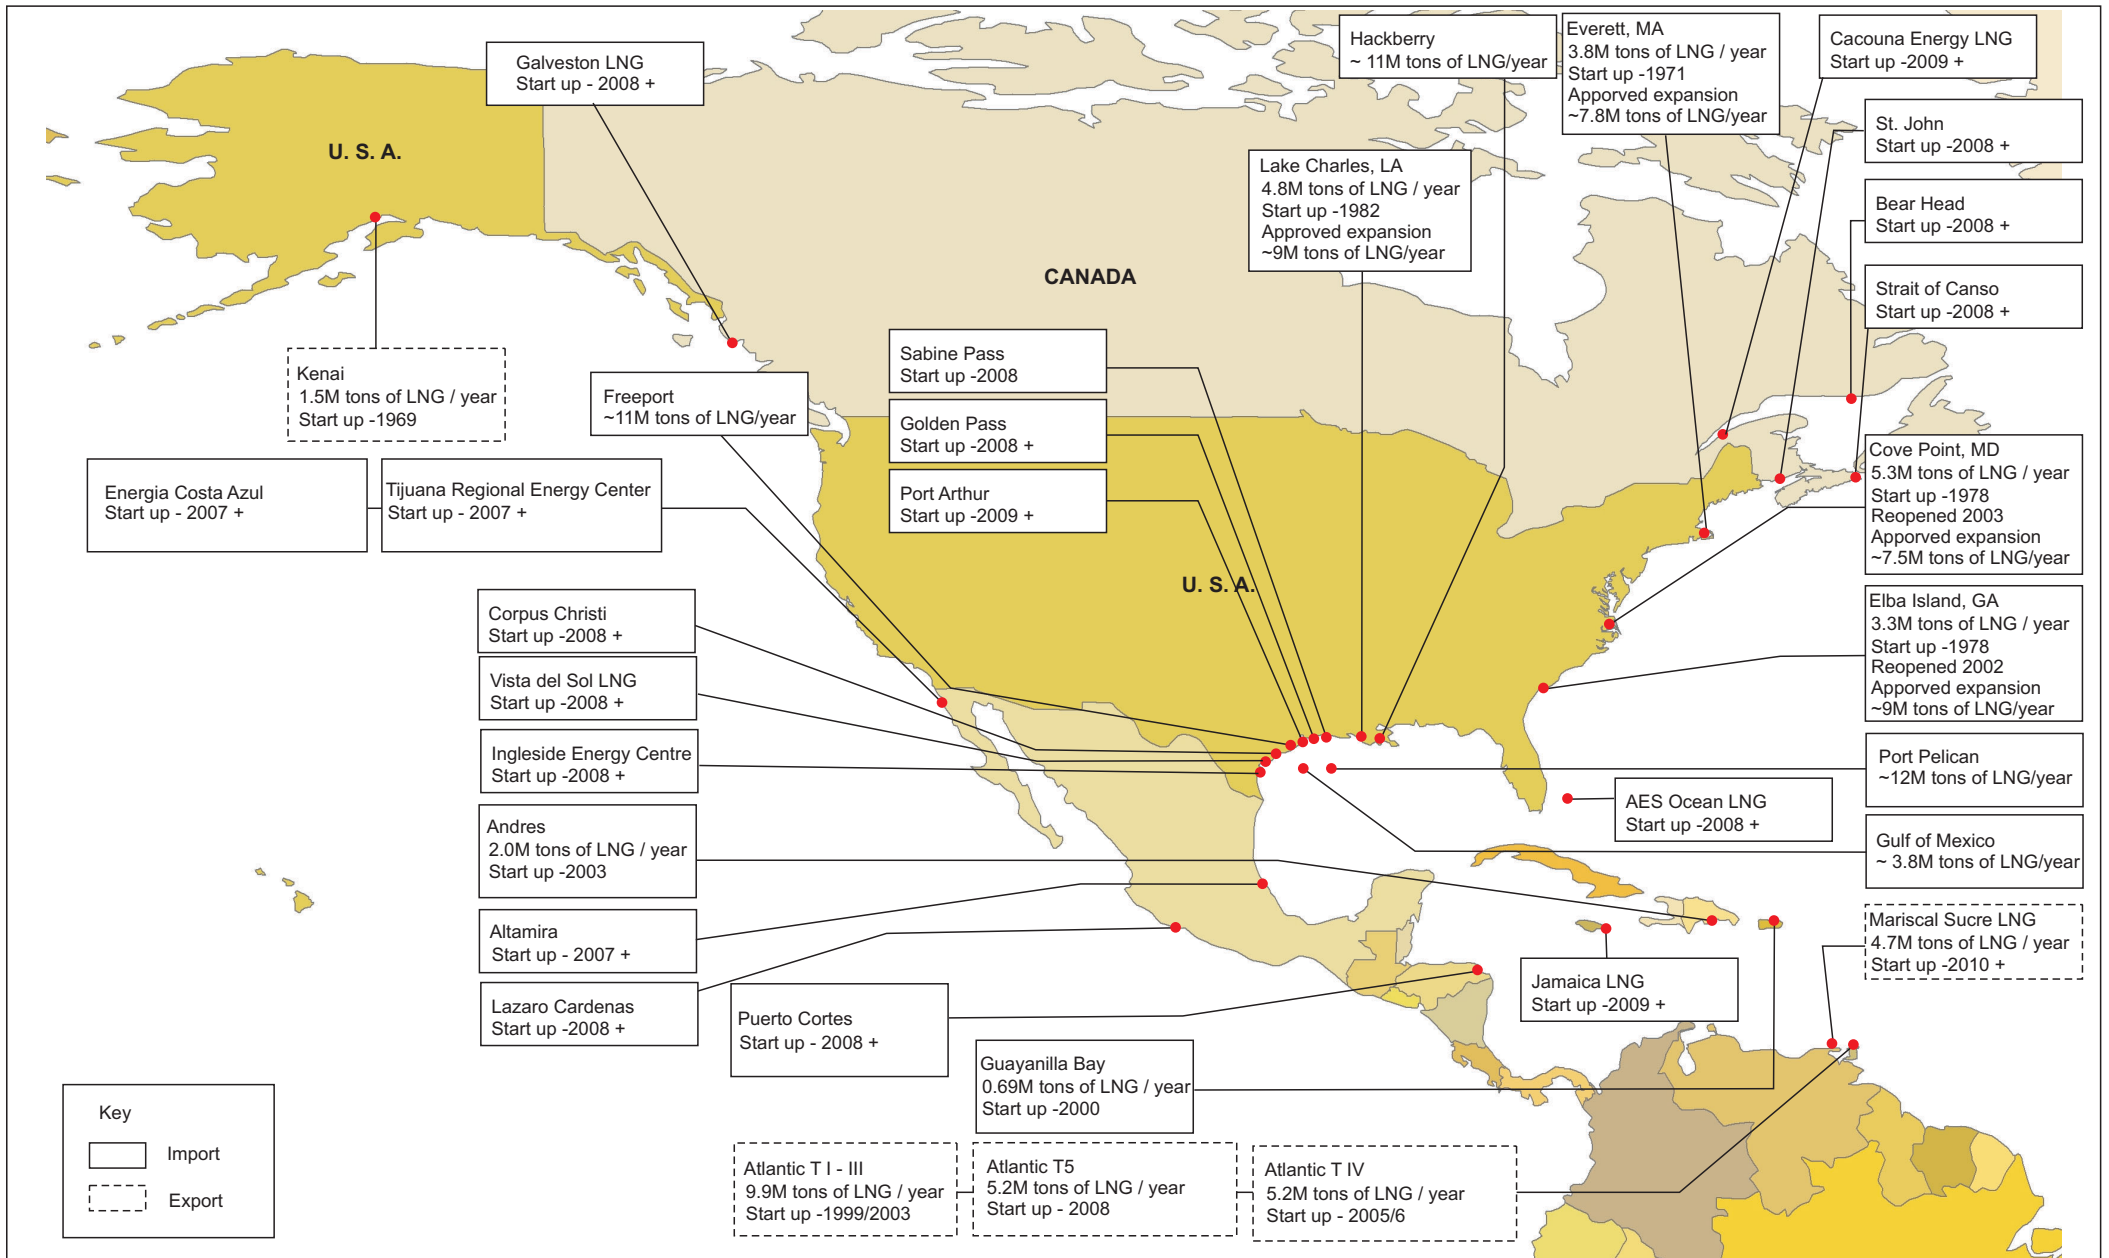 Galveston LNG
Start up - 2008 +
Hackberry
~ 11M tons of LNG/year
Everett, MA
3.8M tons of LNG / year
Start up -1971
Apporved expansion
~7.8M tons of LNG/year
Cacouna Energy LNG
Start up -2009 +
St. John
Start up -2008 +
Bear Head
Start up -2008 +
Strait of Canso
Start up -2008 +
Lake Charles, LA
4.8M tons of LNG / year
Start up -1982
Approved expansion
~9M tons of LNG/year
U. S. A.
CANADA
Kenai
1.5M tons of LNG / year
Start up -1969
Freeport
~11M tons of LNG/year
Sabine Pass
Start up -2008
Golden Pass
Start up -2008 +
Port Arthur
Start up -2009 +
Energia Costa Azul
Start up - 2007 +
Tijuana Regional Energy Center
Start up - 2007 +
Cove Point, MD
5.3M tons of LNG / year
Start up -1978
Reopened 2003
Apporved expansion
~7.5M tons of LNG/year
U. S. A.
Corpus Christi
Start up -2008 +
Vista del Sol LNG
Start up -2008 +
Ingleside Energy Centre
Start up -2008 +
Elba Island, GA
3.3M tons of LNG / year
Start up -1978
Reopened 2002
Apporved expansion
~9M tons of LNG/year
Port Pelican
~12M tons of LNG/year
AES Ocean LNG
Start up -2008 +
Gulf of Mexico
~ 3.8M tons of LNG/year
Andres
2.0M tons of LNG / year
Start up -2003
Altamira
Start up - 2007 +
Lazaro Cardenas
Start up -2008 +
Mariscal Sucre LNG
4.7M tons of LNG / year
Start up -2010 +
Jamaica LNG
Start up -2009 +
Puerto Cortes
Start up - 2008 +
Guayanilla Bay
0.69M tons of LNG / year
Start up -2000
Key
Import
Export
Atlantic T I - III
9.9M tons of LNG / year
Start up -1999/2003
Atlantic T5
5.2M tons of LNG / year
Start up - 2008
Atlantic T IV
5.2M tons of LNG / year
Start up - 2005/6